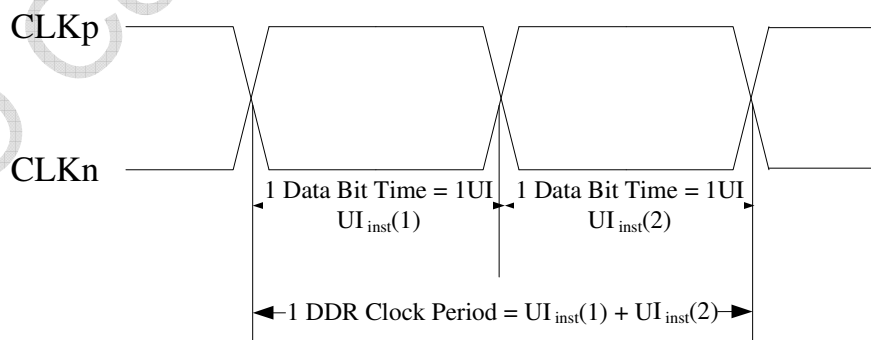 CLKp
CLKn
1 Data Bit Time = 1UI
UI inst(1)
1 Data Bit Time = 1UI
UI inst(2)
1 DDR Clock Period = UI inst(1) + UI inst(2)